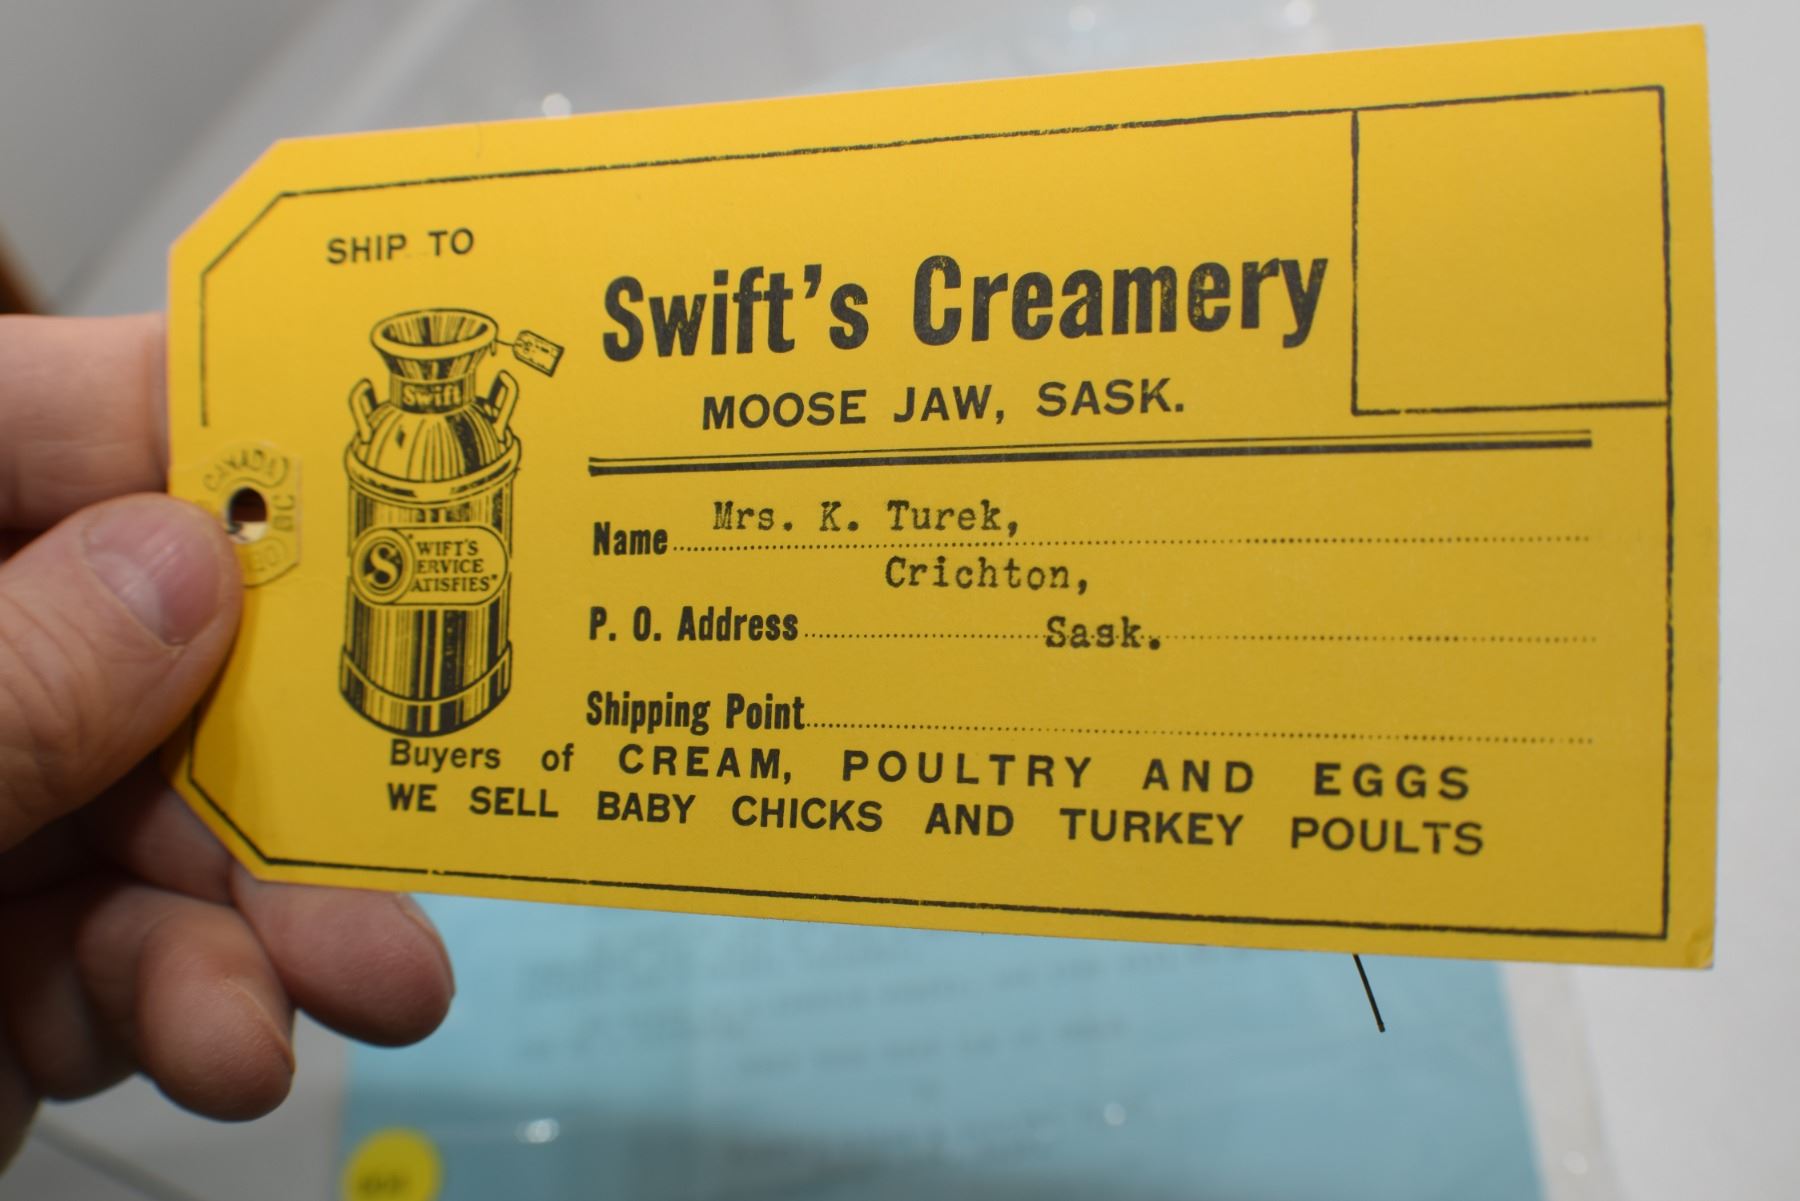 SHIP TO
Swift's Creamery
MOOSE JAW, SASK.
Swift
SWIFT'S
SERVICE
SATISFIES"
CANADA
Name Mrs. K. Turek,
Crichton,
P. O. Address Sask.
Shipping Point
Buyers of CREAM, POULTRY AND EGGS
WE SELL BABY CHICKS AND TURKEY POULTS